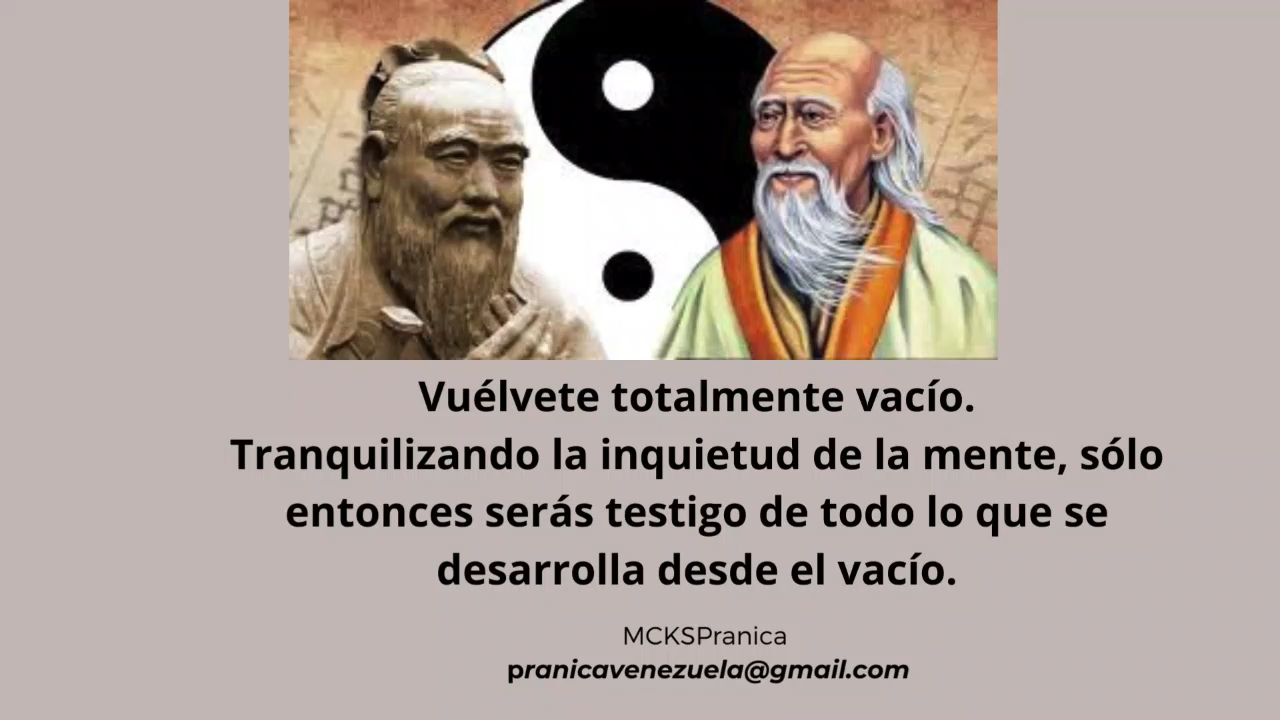 Vuélvete totalmente vacío.
Tranquilizando la inquietud de la mente, sólo
entonces serás testigo de todo lo que se
desarrolla desde el vacío.
MCKSPranica
pranicavenezuela@gmail.com